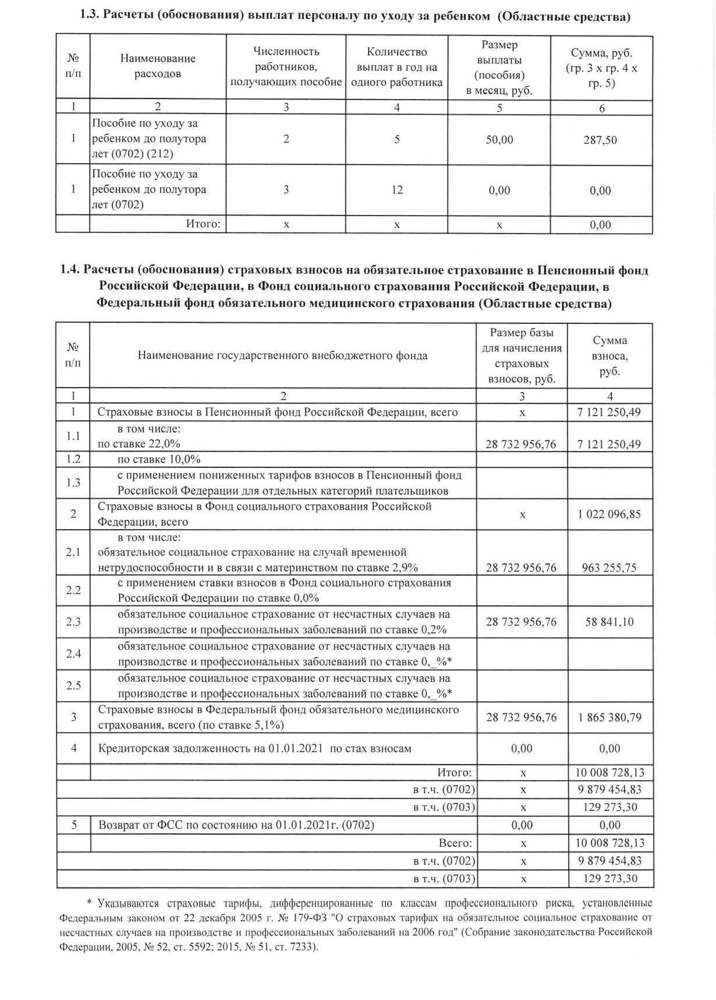 1.3. Расчеты (обоснования) выплат персоналу по уходу за ребенком (Областные средства)
№ п/п
Наименование расходов
Численность работников, получающих пособие
Количество выплат в год на одного работника
Размер выплаты (пособия) в месяц, руб.
Сумма, руб. (гр. 3 x гр. 4 x гр. 5)
1 2 3 4 5 6
1 Пособие по уходу за ребенком до полутора лет (0702) (212) 2 5 50,00 287,50
1 Пособие по уходу за ребенком до полутора лет (0702) 3 12 0,00 0,00
Итого: x x x 0,00
1.4. Расчеты (обоснования) страховых взносов на обязательное страхование в Пенсионный фонд
Российской Федерации, в Фонд социального страхования Российской Федерации, в
Федеральный фонд обязательного медицинского страхования (Областные средства)
№ п/п
Наименование государственного внебюджетного фонда
Размер базы для начисления страховых взносов, руб.
Сумма взноса, руб.
1 2 3 4
1 Страховые взносы в Пенсионный фонд Российской Федерации, всего x 7 121 250,49
1.1 в том числе:
по ставке 22,0% 28 732 956,76 7 121 250,49
1.2 по ставке 10,0%
1.3 с применением пониженных тарифов взносов в Пенсионный фонд
Российской Федерации для отдельных категорий плательщиков
2 Страховые взносы в Фонд социального страхования Российской
Федерации, всего x 1 022 096,85
2.1 в том числе:
обязательное социальное страхование на случай временной
нетрудоспособности и в связи с материнством по ставке 2,9% 28 732 956,76 963 255,75
2.2 с применением ставки взносов в Фонд социального страхования
Российской Федерации по ставке 0,0%
2.3 обязательное социальное страхование от несчастных случаев на
производстве и профессиональных заболеваний по ставке 0,2% 28 732 956,76 58 841,10
2.4 обязательное социальное страхование от несчастных случаев на
производстве и профессиональных заболеваний по ставке 0,_%*
2.5 обязательное социальное страхование от несчастных случаев на
производстве и профессиональных заболеваний по ставке 0,_%*
3 Страховые взносы в Федеральный фонд обязательного медицинского
страхования, всего (по ставке 5,1%) 28 732 956,76 1 865 380,79
4 Кредиторская задолженность на 01.01.2021 по стах взносам 0,00 0,00
Итого: x 10 008 728,13
в т.ч. (0702) x 9 879 454,83
в т.ч. (0703) x 129 273,30
5 Возврат от ФСС по состоянию на 01.01.2021г. (0702) 0,00 0,00
Всего: x 10 008 728,13
в т.ч. (0702) x 9 879 454,83
в т.ч. (0703) x 129 273,30
* Указываются страховые тарифы, дифференцированные по классам профессионального риска, установленные
Федеральным законом от 22 декабря 2005 г. № 179-ФЗ "О страховых тарифах на обязательное социальное страхование от
несчастных случаев на производстве и профессиональных заболеваний на 2006 год" (Собрание законодательства Российской
Федерации, 2005, № 52, ст. 5592; 2015, № 51, ст. 7233).